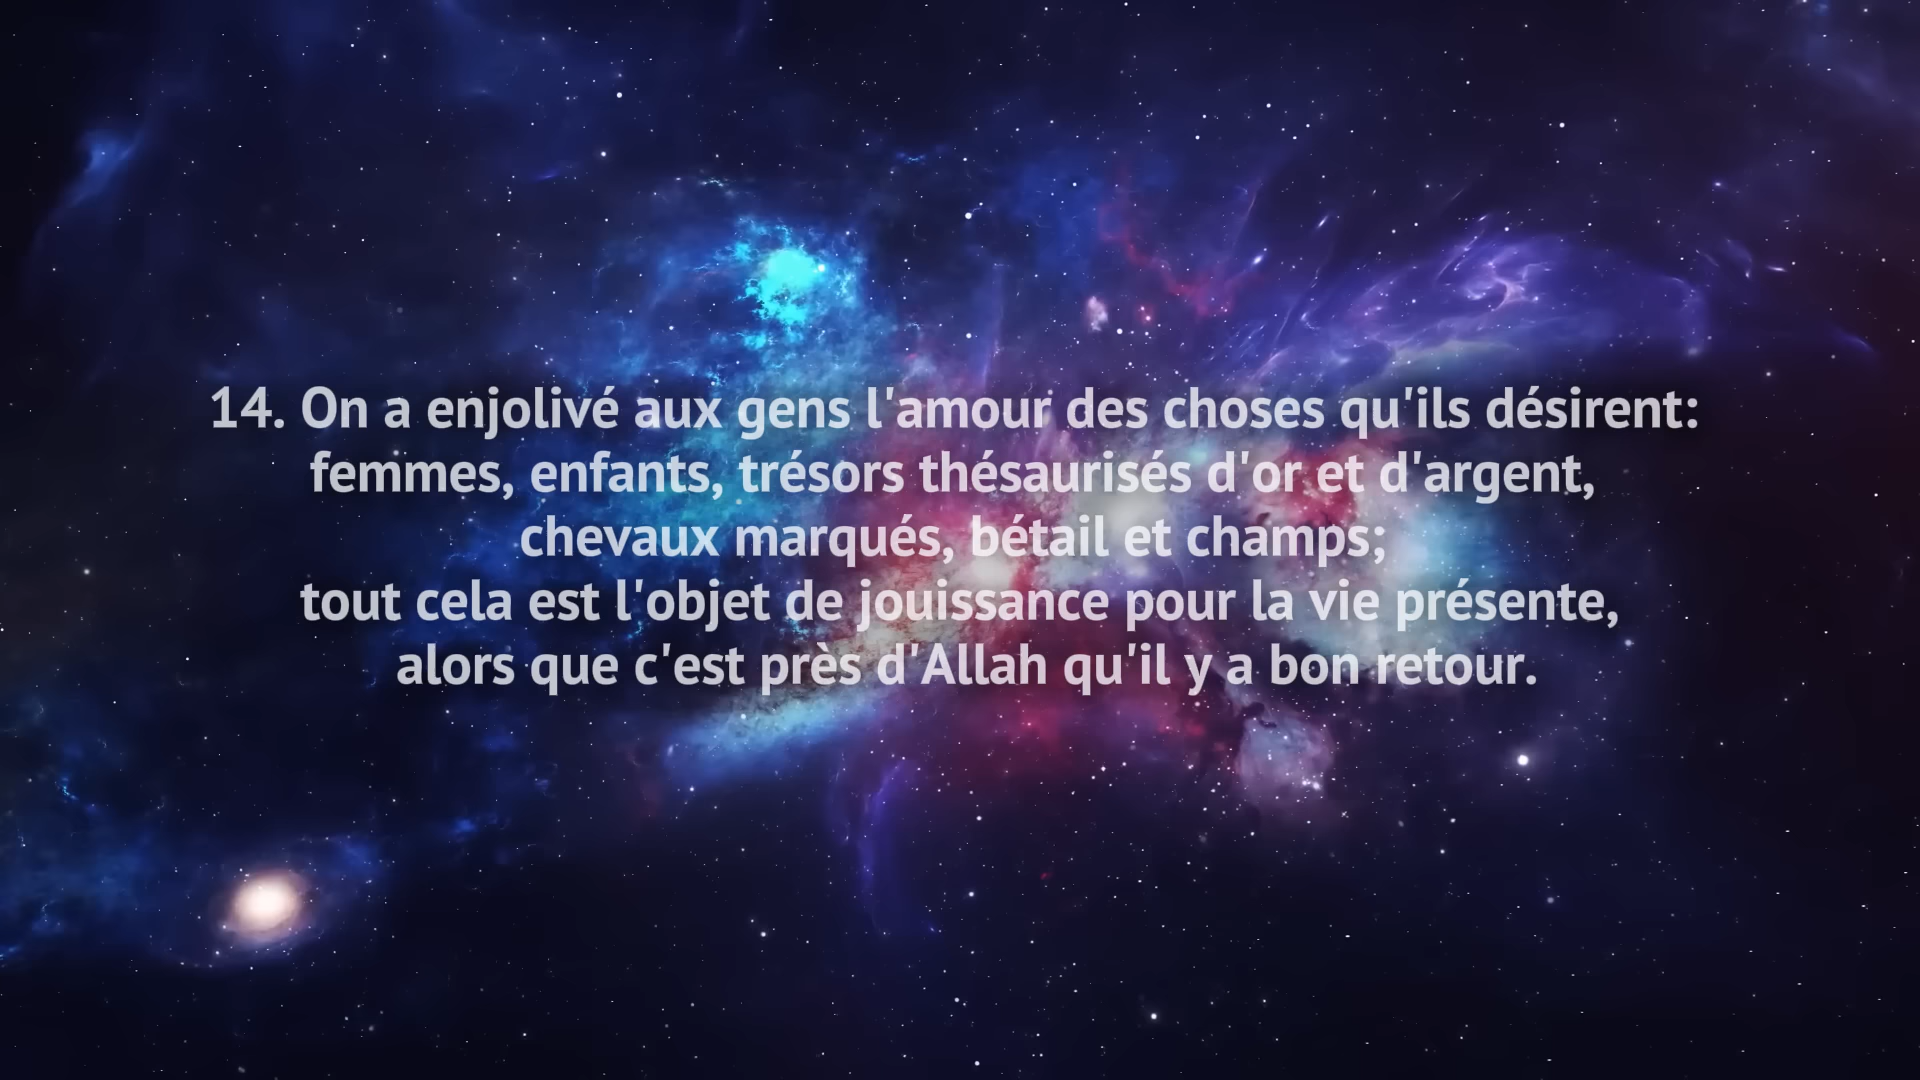 14. On a enjolivé aux gens l'amour des choses qu'ils désirent:
femmes, enfants, trésors thésaurisés d'or et d'argent,
chevaux marqués, bétail et champs;
tout cela est l'objet de jouissance pour la vie présente,
alors que c'est près d'Allah qu'il y a bon retour.